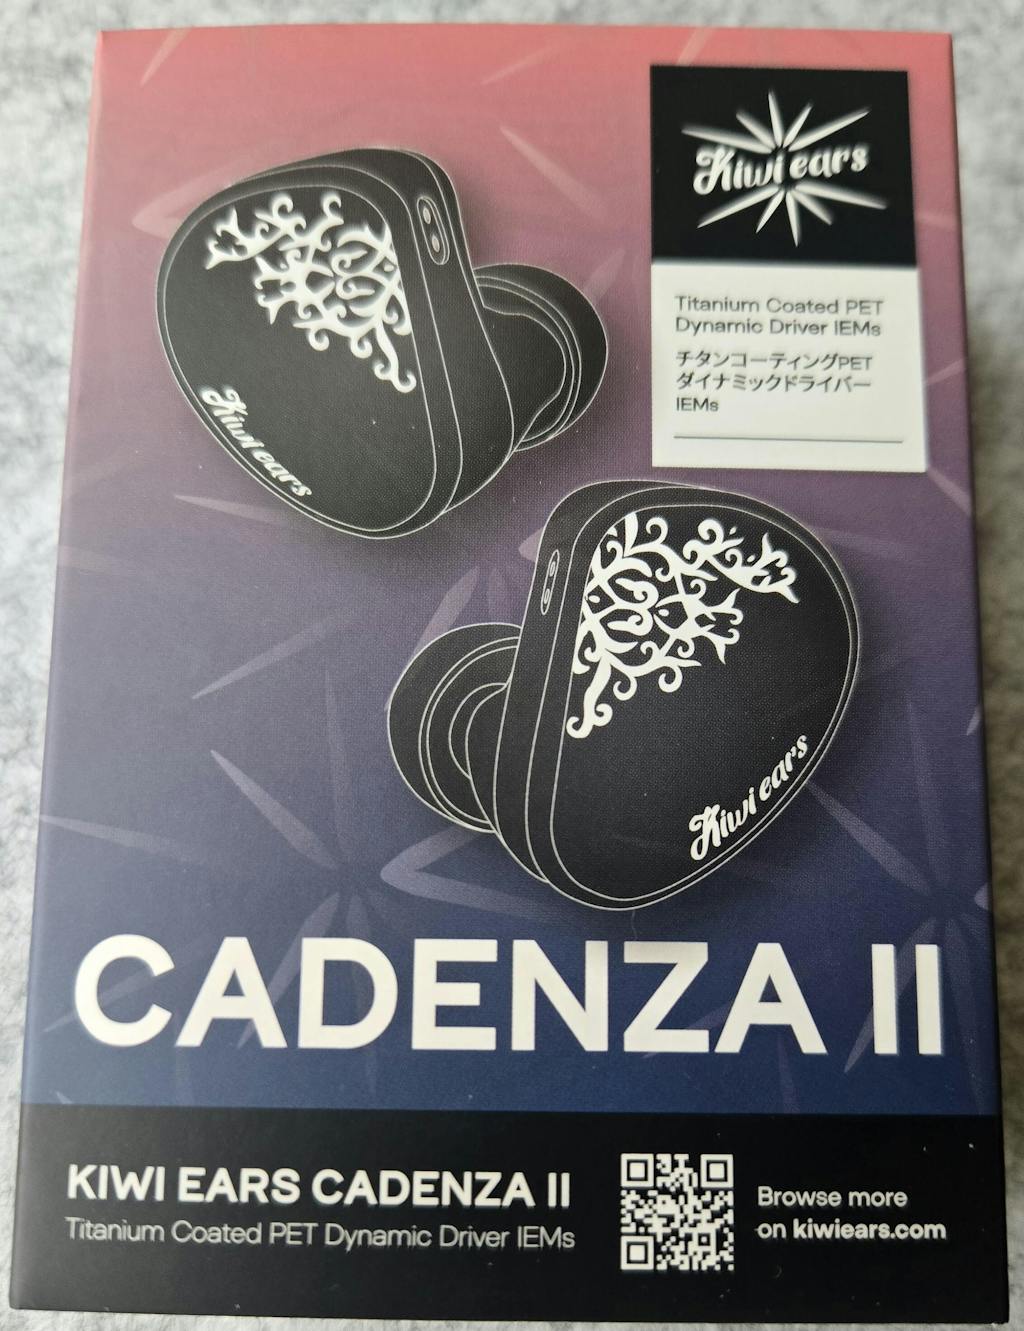 Kiwi ears
Titanium Coated PET
Dynamic Driver IEMs
チタンコーティングPET
ダイナミックドライバー
IEMs
Kiwi ears
Kiwi ears
CADENZA II
KIWI EARS CADENZA II
Titanium Coated PET Dynamic Driver IEMs
Browse more
on kiwiears.com